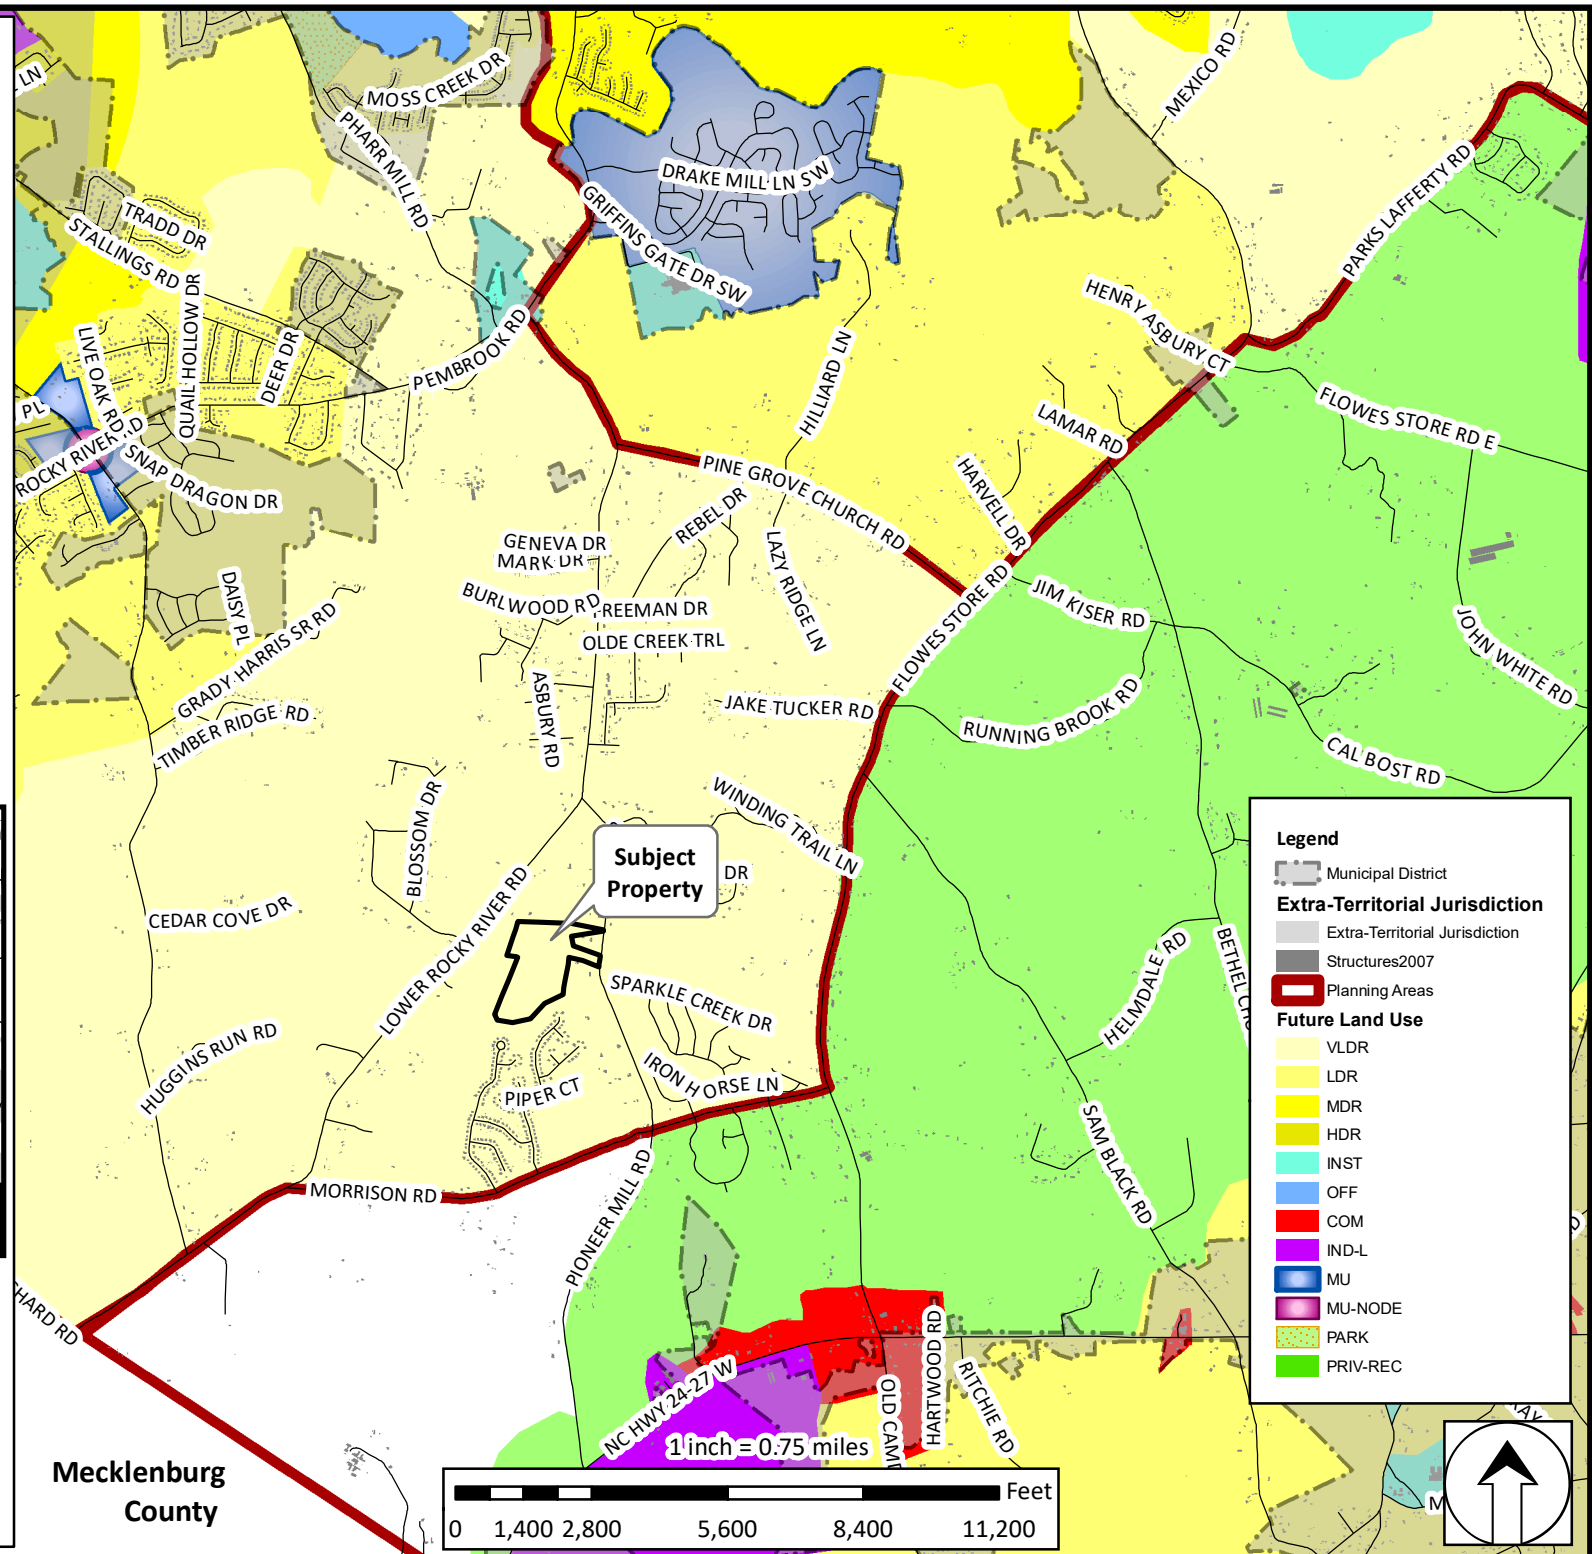 LN
MOSS CREEK DR
PHARR MILL RD
MEXICO RD
DRAKE MILL LN SW
GRIFFINS GATE DR SW
PARKS LAFFERTY RD
TRADD DR
STALLINGS RD
QUAIL HOLLOW DR
LIVE OAK RD
DEER DR
PEMBROOK RD
HENRY ASBURY CT
HILLIARD LN
PL
ROCKY RIVER RD
SNAP DRAGON DR
LAMAR RD
FLOWES STORE RD E
PINE GROVE CHURCH RD
HARVELL DR
REBEL DR
GENEVA DR
MARK DR
LAZY RIDGE LN
BURLWOOD RD
FREEMAN DR
OLDE CREEK TRL
DAISY PL
GRADY HARRIS SR RD
FLOWES STORE RD
JIM KISER RD
JOHN WHITE RD
TIMBER RIDGE RD
ASBURY RD
JAKE TUCKER RD
RUNNING BROOK RD
CAL BOST RD
BLOSSOM DR
WINDING TRAIL LN
Subject
Property
DR
CEDAR COVE DR
LOWER ROCKY RIVER RD
SPARKLE CREEK DR
HELMDALE RD
BETHEL CH
HUGGINS RUN RD
PIPER CT
IRON HORSE LN
SAM BLACK RD
MORRISON RD
PIONEER MILL RD
HARD RD
NC HWY 24-27 W
OLD CAM
HARTWOOD RD
RITCHIE RD
Legend
Municipal District
Extra-Territorial Jurisdiction
Extra-Territorial Jurisdiction
Structures2007
Planning Areas
Future Land Use
VLDR
LDR
MDR
HDR
INST
OFF
COM
IND-L
MU
MU-NODE
PARK
PRIV-REC
Mecklenburg
County
1 inch = 0.75 miles
Feet
0 1,400 2,800 5,600 8,400 11,200